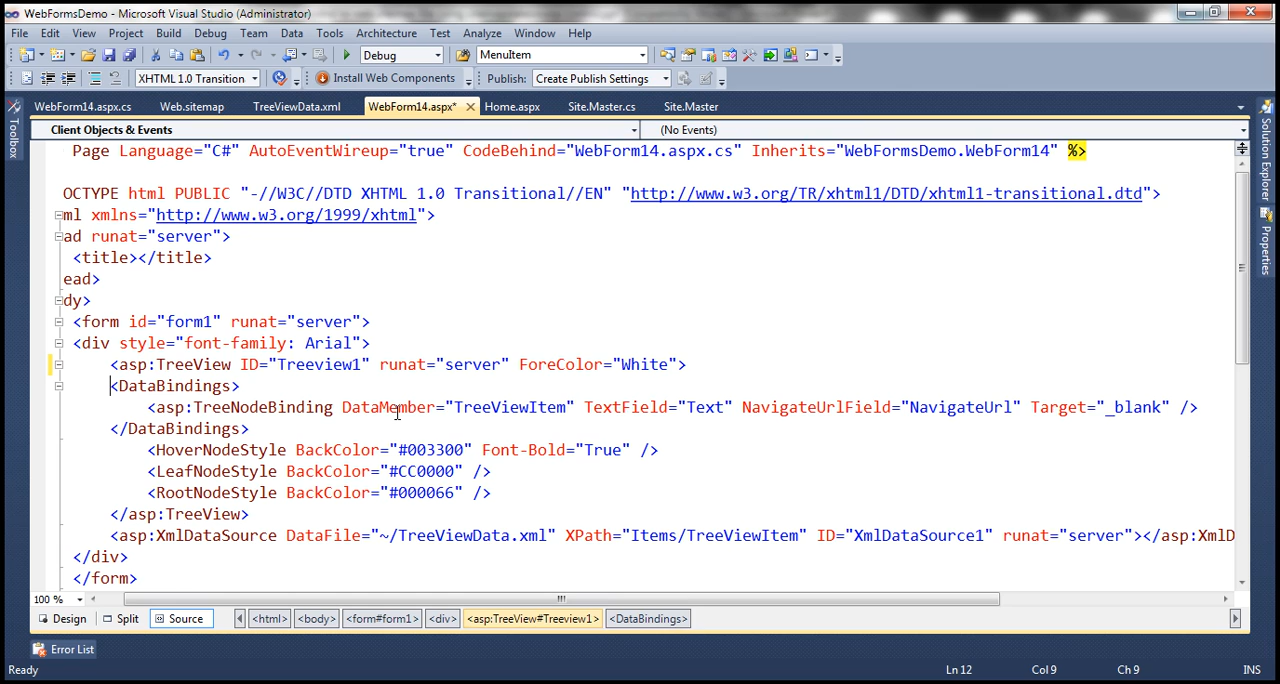 WebFormsDemo - Microsoft Visual Studio (Administrator)
File Edit View Project Build Debug Team Data Tools Architecture Test Analyze Window Help
Debug MenuItem
XHTML 1.0 Transition Install Web Components Publish: Create Publish Settings
WebForm14.aspx.cs Web.sitemap TreeViewData.xml WebForm14.aspx* Home.aspx Site.Master.cs Site.Master
Toolbox
Solution Explorer
Properties
Client Objects & Events (No Events)
Page Language="C#" AutoEventWireup="true" CodeBehind="WebForm14.aspx.cs" Inherits="WebFormsDemo.WebForm14" %>
OCTYPE html PUBLIC "-//W3C//DTD XHTML 1.0 Transitional//EN" "http://www.w3.org/TR/xhtml1/DTD/xhtml1-transitional.dtd">
ml xmlns="http://www.w3.org/1999/xhtml">
ad runat="server">
<title></title>
ead>
dy>
<form id="form1" runat="server">
<div style="font-family: Arial">
<asp:TreeView ID="Treeview1" runat="server" ForeColor="White">
<DataBindings>
<asp:TreeNodeBinding DataMember="TreeViewItem" TextField="Text" NavigateUrlField="NavigateUrl" Target="_blank" />
</DataBindings>
<HoverNodeStyle BackColor="#003300" Font-Bold="True" />
<LeafNodeStyle BackColor="#CC0000" />
<RootNodeStyle BackColor="#000066" />
</asp:TreeView>
<asp:XmlDataSource DataFile="~/TreeViewData.xml" XPath="Items/TreeViewItem" ID="XmlDataSource1" runat="server"></asp:XmlD
</div>
</form>
100 %
Design Split Source <html> <body> <form#form1> <div> <asp:TreeView#Treeview1> <DataBindings>
Error List
Ready Ln 12 Col 9 Ch 9 INS